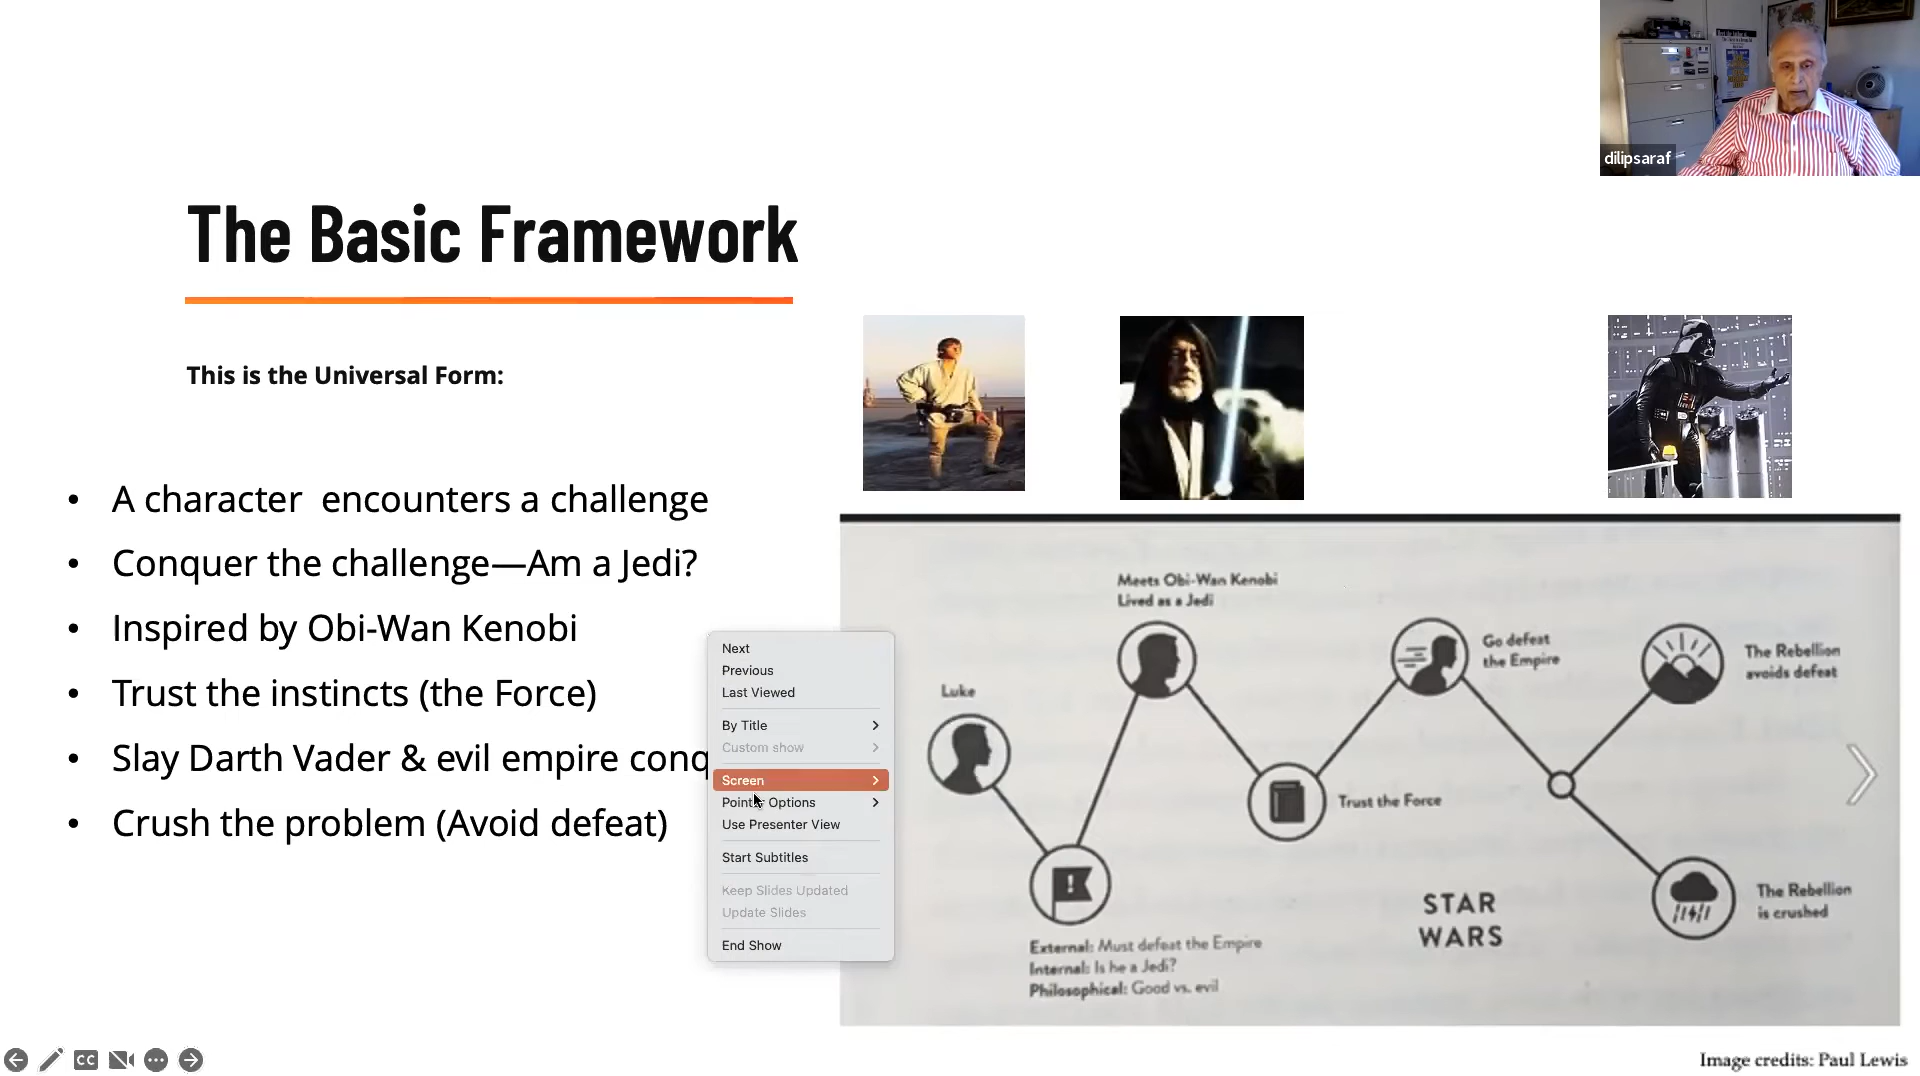 dilipsaraf
The Basic Framework
This is the Universal Form:
• A character encounters a challenge
• Conquer the challenge—Am a Jedi?
• Inspired by Obi-Wan Kenobi
• Trust the instincts (the Force)
• Slay Darth Vader & evil empire conq
• Crush the problem (Avoid defeat)
Next
Previous
Last Viewed
By Title
Custom show
Screen
Pointer Options
Use Presenter View
Start Subtitles
Keep Slides Updated
Update Slides
End Show
Meets Obi-Wan Kenobi
Lived as a Jedi
Luke
Go defeat
the Empire
The Rebellion
avoids defeat
Trust the Force
The Rebellion
is crushed
STAR
WARS
External: Must defeat the Empire
Internal: Is he a Jedi?
Philosophical: Good vs. evil
CC
Image credits: Paul Lewis